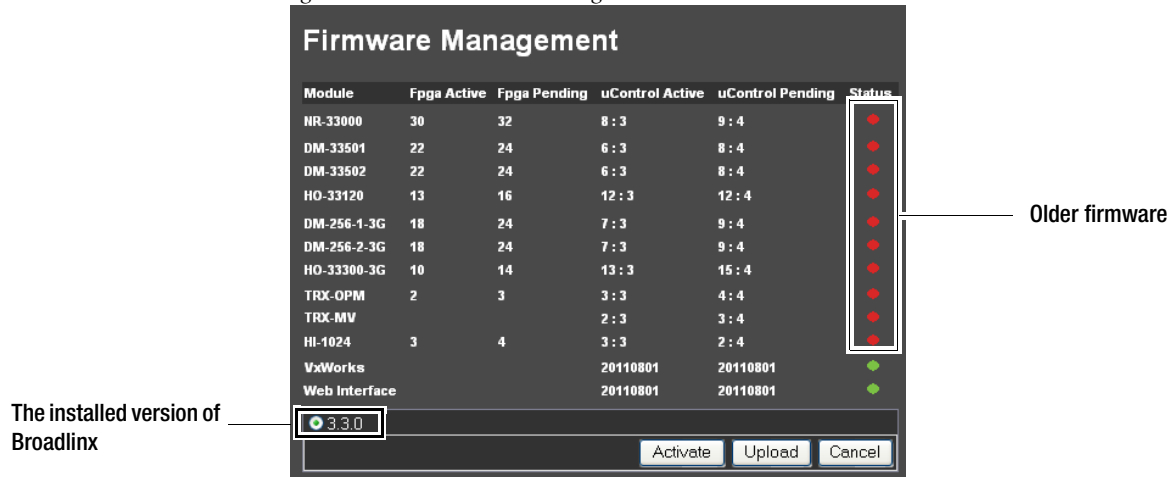 Firmware Management
Module Fpga Active Fpga Pending uControl Active uControl Pending Status
NR-33000 30 32 8 : 3 9 : 4
DM-33501 22 24 6 : 3 8 : 4
DM-33502 22 24 6 : 3 8 : 4
HO-33120 13 16 12 : 3 12 : 4
DM-256-1-3G 18 24 7 : 3 9 : 4
DM-256-2-3G 18 24 7 : 3 9 : 4
HO-33300-3G 10 14 13 : 3 15 : 4
TRX-OPM 2 3 3 : 3 4 : 4
TRX-MV 2 : 3 3 : 4
HI-1024 3 4 3 : 3 2 : 4
VxWorks 20110801 20110801
Web Interface 20110801 20110801
Older firmware
The installed version of
Broadlinx
3.3.0
Activate Upload Cancel